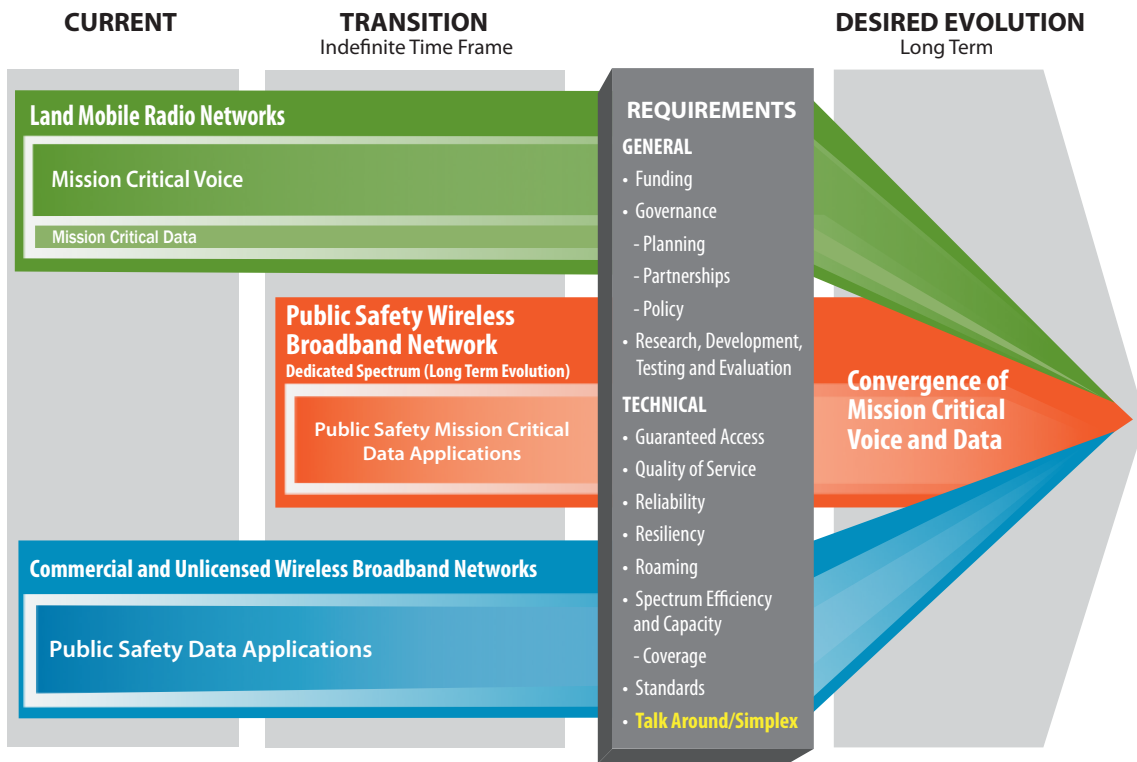 CURRENT
TRANSITION
Indefinite Time Frame
DESIRED EVOLUTION
Long Term
Land Mobile Radio Networks
Mission Critical Voice
Mission Critical Data
Public Safety Wireless
Broadband Network
Dedicated Spectrum (Long Term Evolution)
Public Safety Mission Critical
Data Applications
Commercial and Unlicensed Wireless Broadband Networks
Public Safety Data Applications
REQUIREMENTS
GENERAL
• Funding
• Governance
- Planning
- Partnerships
- Policy
• Research, Development,
Testing and Evaluation
TECHNICAL
• Guaranteed Access
• Quality of Service
• Reliability
• Resiliency
• Roaming
• Spectrum Efficiency
and Capacity
- Coverage
• Standards
• Talk Around/Simplex
Convergence of
Mission Critical
Voice and Data